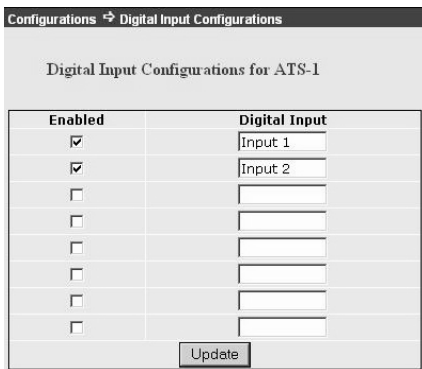 Configurations ➩ Digital Input Configurations
Digital Input Configurations for ATS-1
Enabled Digital Input
Input 1
Input 2
Update